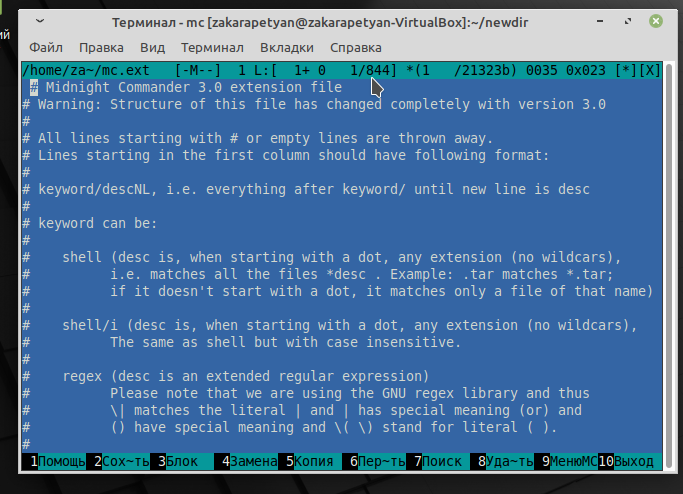 ий
Терминал - mc [zakarapetyan@zakarapetyan-VirtualBox]:~/newdir
Файл Правка Вид Терминал Вкладки Справка
/home/za~/mc.ext [-M--] 1 L:[ 1+ 0 1/844] *(1 /21323b) 0035 0x023 [*][X]
# Midnight Commander 3.0 extension file
# Warning: Structure of this file has changed completely with version 3.0
#
# All lines starting with # or empty lines are thrown away.
# Lines starting in the first column should have following format:
#
# keyword/descNL, i.e. everything after keyword/ until new line is desc
#
# keyword can be:
#
# shell (desc is, when starting with a dot, any extension (no wildcars),
# i.e. matches all the files *desc . Example: .tar matches *.tar;
# if it doesn't start with a dot, it matches only a file of that name)
#
# shell/i (desc is, when starting with a dot, any extension (no wildcars),
# The same as shell but with case insensitive.
#
# regex (desc is an extended regular expression)
# Please note that we are using the GNU regex library and thus
# \| matches the literal | and | has special meaning (or) and
# () have special meaning and \( \) stand for literal ( ).
#
1Помощь 2Сох~ть 3Блок 4Замена 5Копия 6Пер~ть 7Поиск 8Уда~ть 9МенюMC 10Выход